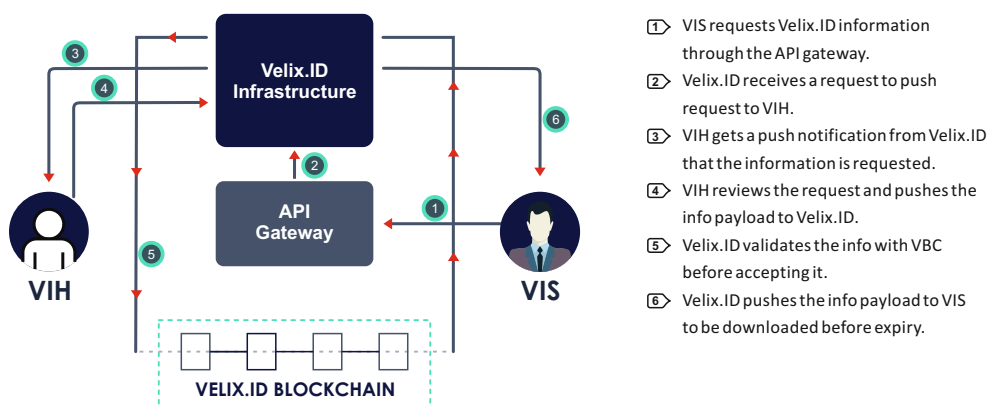 Velix.ID
Infrastructure
3
4
6
2
API
Gateway
1
5
VIH
VIS
VELIX.ID BLOCKCHAIN
1 VIS requests Velix.ID information
through the API gateway.
2 Velix.ID receives a request to push
request to VIH.
3 VIH gets a push notification from Velix.ID
that the information is requested.
4 VIH reviews the request and pushes the
info payload to Velix.ID.
5 Velix.ID validates the info with VBC
before accepting it.
6 Velix.ID pushes the info payload to VIS
to be downloaded before expiry.